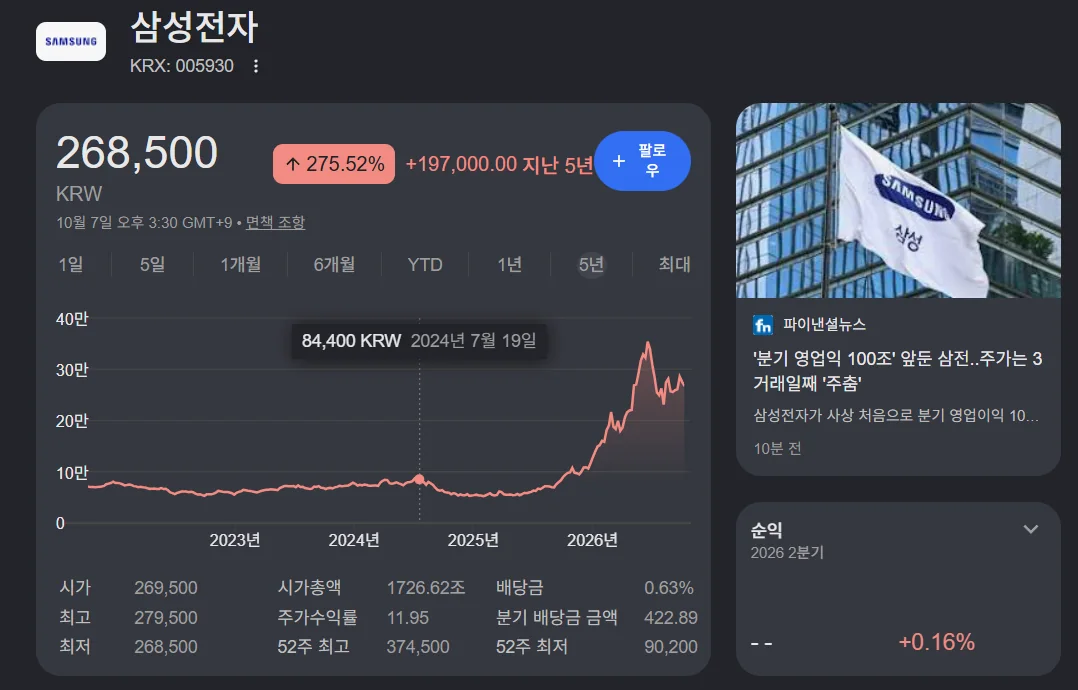 SAMSUNG
삼성전자
KRX: 005930
268,500
KRW
↑ 275.52%
+197,000.00 지난 5년
+ 팔로
우
10월 7일 오후 3:30 GMT+9 • 면책 조항
1일 5일 1개월 6개월 YTD 1년 5년 최대
84,400 KRW 2024년 7월 19일
40만
30만
20만
10만
0
2023년 2024년 2025년 2026년
시가 269,500 시가총액 1726.62조 배당금 0.63%
최고 279,500 주가수익률 11.95 분기 배당금 금액 422.89
최저 268,500 52주 최고 374,500 52주 최저 90,200
SAMSUNG
삼성
fn 파이낸셜뉴스
'분기 영업익 100조' 앞둔 삼전..주가는 3
거래일째 '주춤'
삼성전자가 사상 처음으로 분기 영업이익 10...
10분 전
순익
2026 2분기
- - +0.16%